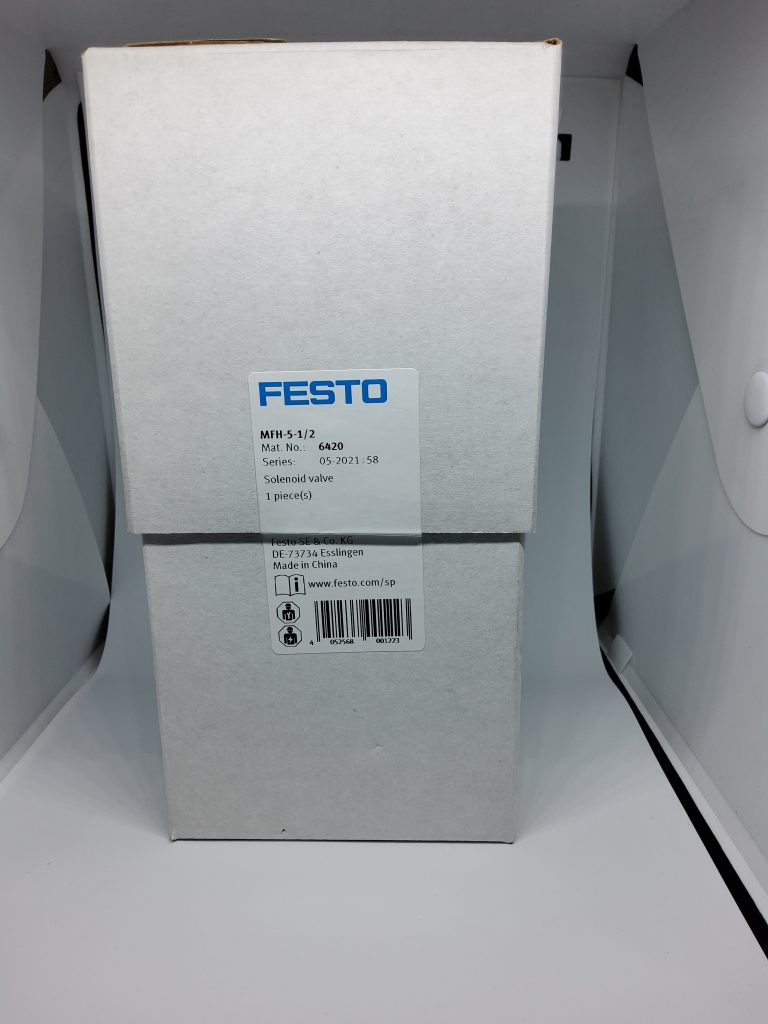 FESTO
MFH-5-1/2
Mat. No.: 6420
Series: 05-2021:58
Solenoid valve
1 piece(s)
Festo SE & Co. KG
DE-73734 Esslingen
Made in China
www.festo.com/sp
4 052568 001223